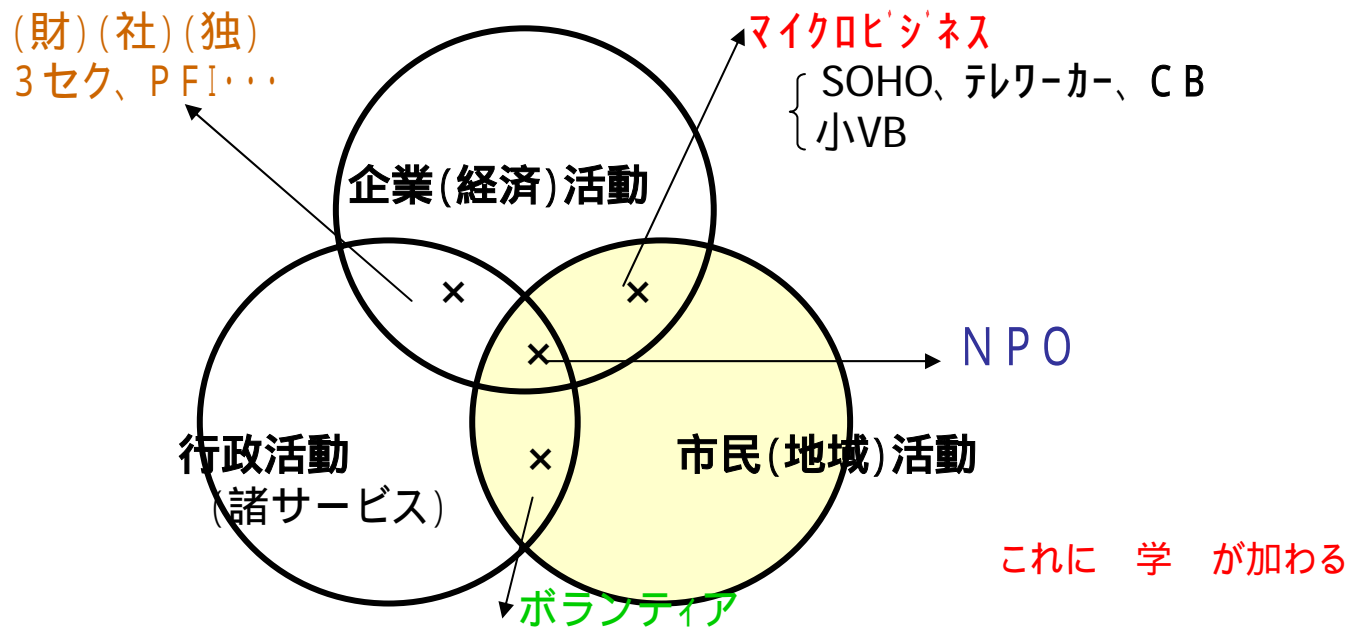 (財)(社)(独)
3セク、PFI・・・
マイクロビジネス
SOHO、テレワーカー、CB
小VB
企業(経済)活動
×
×
×
NPO
行政活動
(諸サービス)
×
市民(地域)活動
これに 学 が加わる
ボランティア